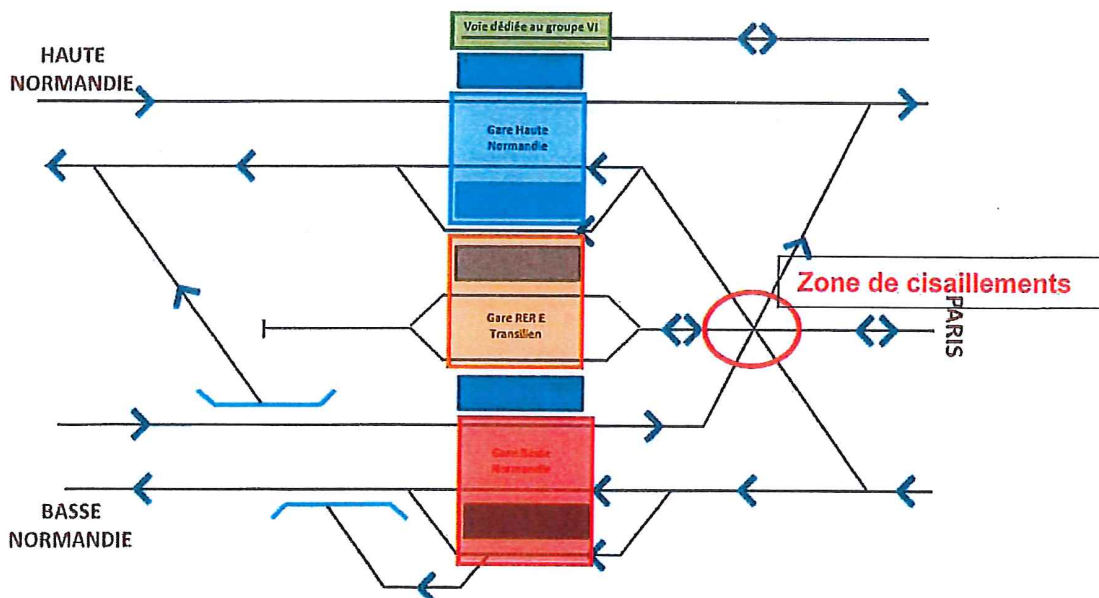 Voie dédiée au groupe VI
HAUTE
NORMANDIE
Gare Haute
Normandie
Zone de cisaillements
PARIS
Gare RER E
Transilien
Gare Basse
Normandie
BASSE
NORMANDIE